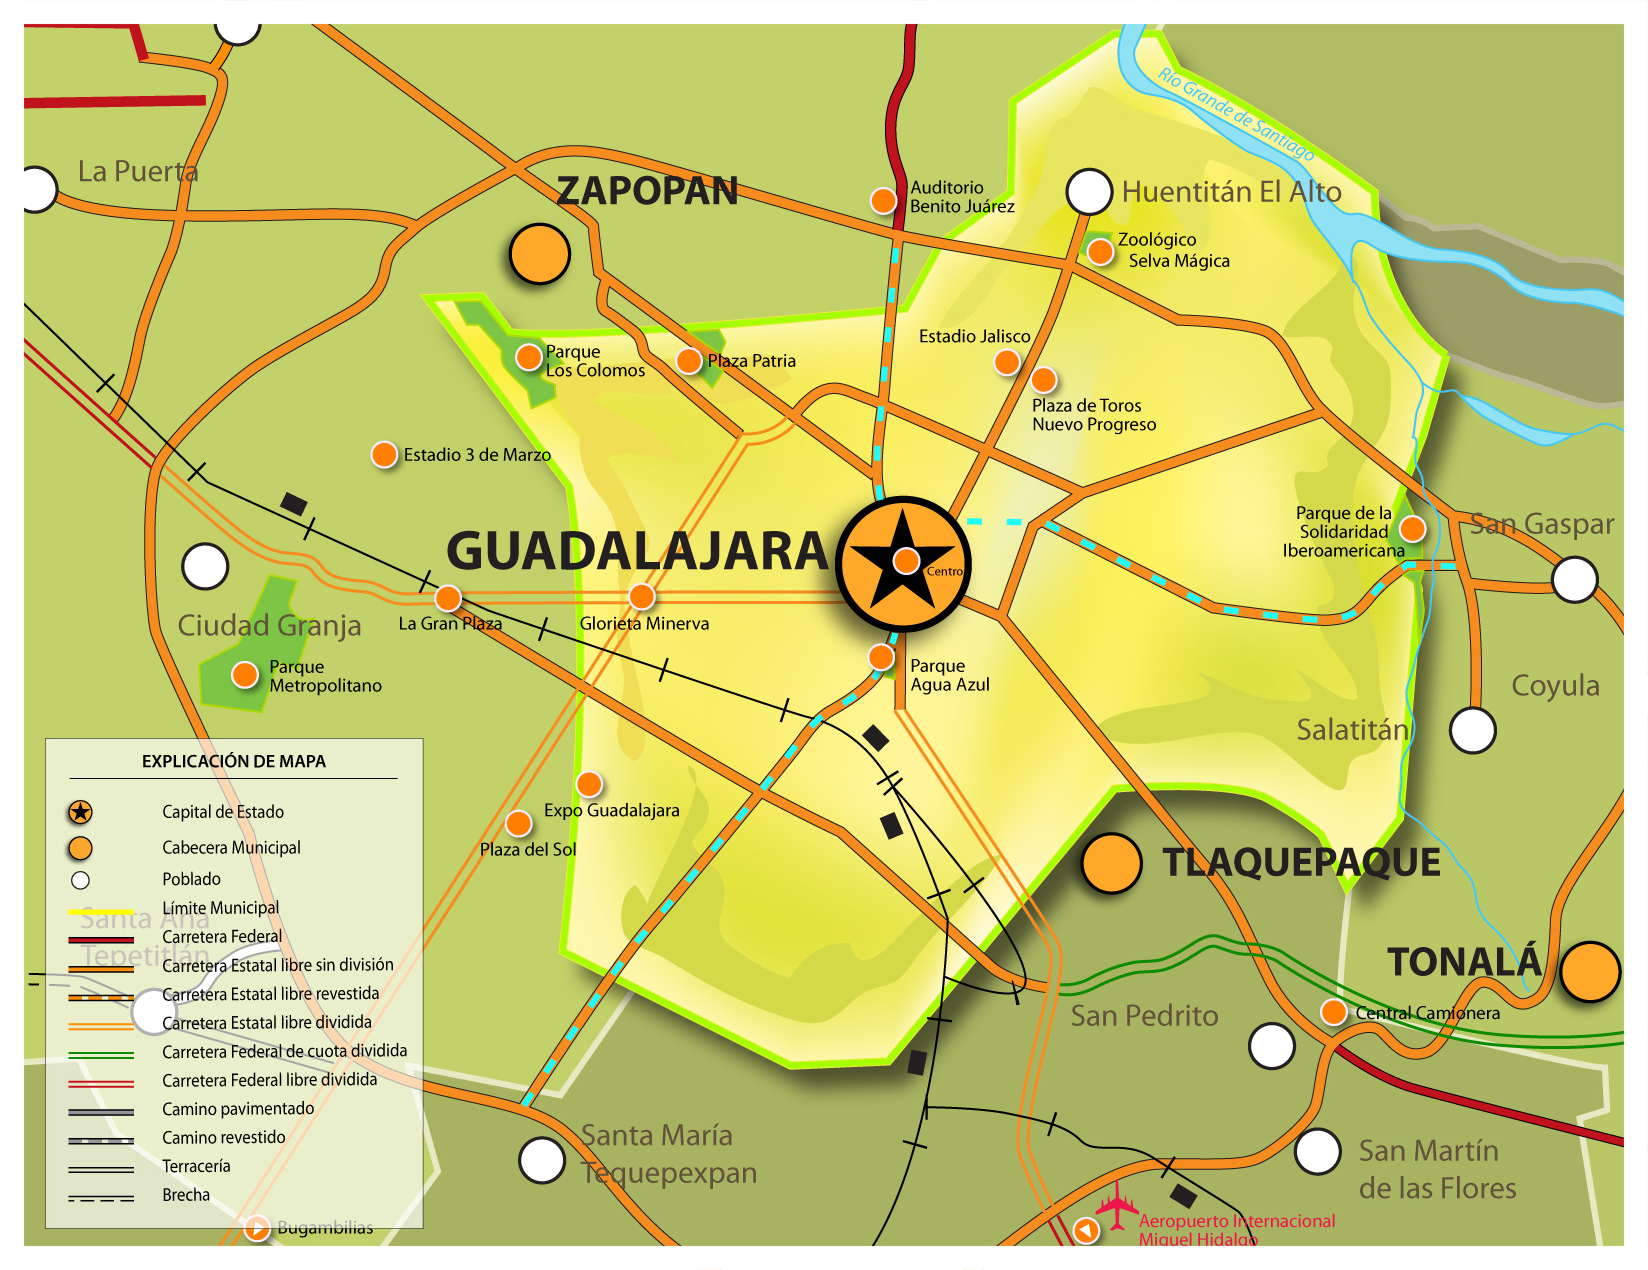 Río Grande de Santiago
La Puerta
ZAPOPAN
Auditorio
Benito Juárez
Huentitán El Alto
Zoológico
Selva Mágica
Estadio Jalisco
Parque
Los Colomos
Plaza Patria
Plaza de Toros
Nuevo Progreso
Estadio 3 de Marzo
Parque de la
Solidaridad
Iberoamericana
San Gaspar
GUADALAJARA
Centro
La Gran Plaza
Glorieta Minerva
Ciudad Granja
Parque
Metropolitano
Parque
Agua Azul
Coyula
Salatitán
Expo Guadalajara
Plaza del Sol
TLAQUEPAQUE
TONALÁ
San Pedrito
Central Camionera
Santa María
Tequepexpan
San Martín
de las Flores
Aeropuerto Internacional
Miguel Hidalgo
Bugambilias
Santa Ana
Tepetitlán
EXPLICACIÓN DE MAPA
Capital de Estado
Cabecera Municipal
Poblado
Límite Municipal
Carretera Federal
Carretera Estatal libre sin división
Carretera Estatal libre revestida
Carretera Estatal libre dividida
Carretera Federal de cuota dividida
Carretera Federal libre dividida
Camino pavimentado
Camino revestido
Terracería
Brecha